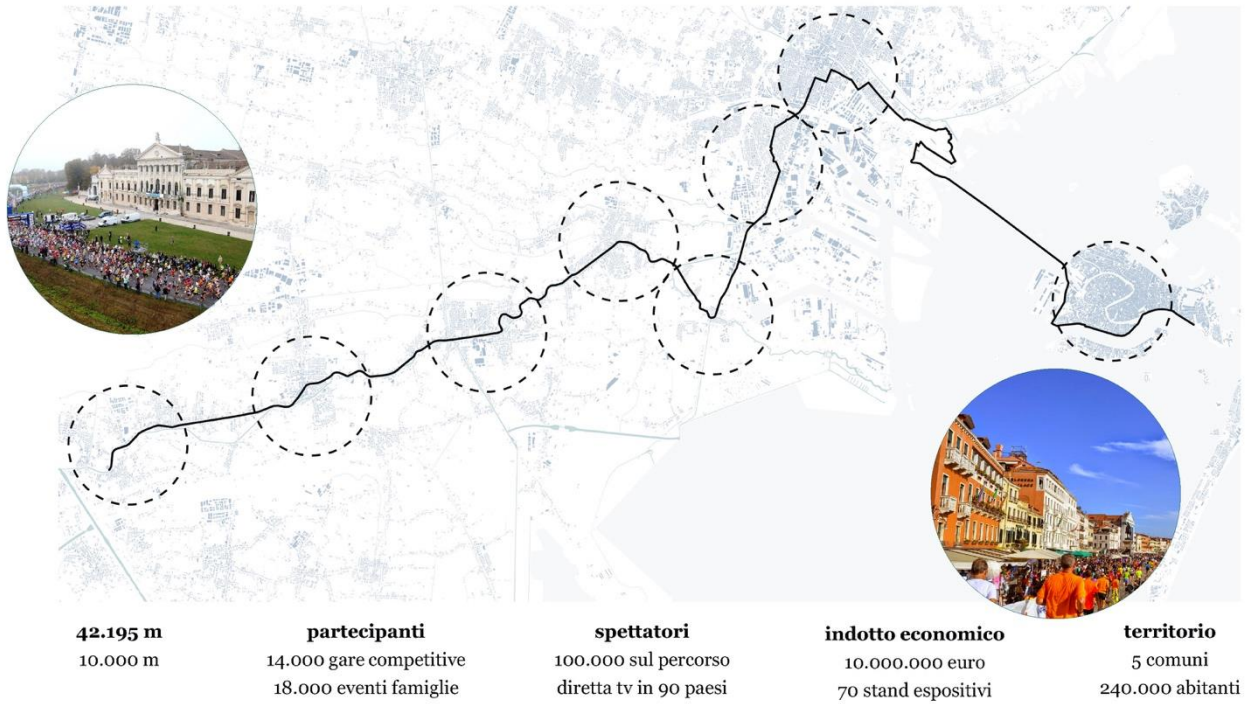 42.195 m
10.000 m
partecipanti
14.000 gare competitive
18.000 eventi famiglie
spettatori
100.000 sul percorso
diretta tv in 90 paesi
indotto economico
10.000.000 euro
70 stand espositivi
territorio
5 comuni
240.000 abitanti